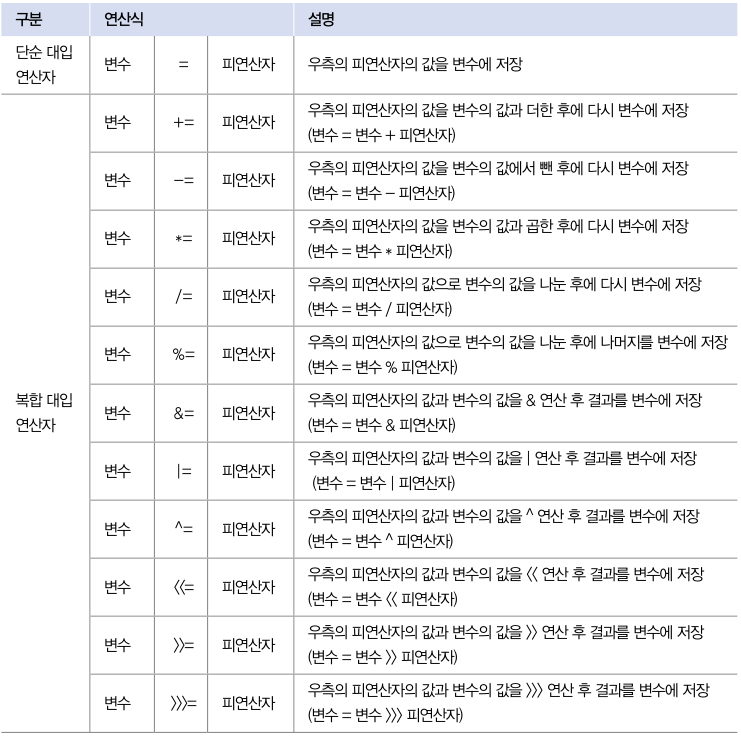 구분 연산식 설명
단순 대입
연산자
변수 = 피연산자 우측의 피연산자의 값을 변수에 저장
복합 대입
연산자
변수 += 피연산자 우측의 피연산자의 값을 변수의 값과 더한 후에 다시 변수에 저장
(변수 = 변수 + 피연산자)
변수 -= 피연산자 우측의 피연산자의 값을 변수의 값에서 뺀 후에 다시 변수에 저장
(변수 = 변수 - 피연산자)
변수 *= 피연산자 우측의 피연산자의 값을 변수의 값과 곱한 후에 다시 변수에 저장
(변수 = 변수 * 피연산자)
변수 /= 피연산자 우측의 피연산자의 값으로 변수의 값을 나눈 후에 다시 변수에 저장
(변수 = 변수 / 피연산자)
변수 %= 피연산자 우측의 피연산자의 값으로 변수의 값을 나눈 후에 나머지를 변수에 저장
(변수 = 변수 % 피연산자)
변수 &= 피연산자 우측의 피연산자의 값과 변수의 값을 & 연산 후 결과를 변수에 저장
(변수 = 변수 & 피연산자)
변수 |= 피연산자 우측의 피연산자의 값과 변수의 값을 | 연산 후 결과를 변수에 저장
(변수 = 변수 | 피연산자)
변수 ^= 피연산자 우측의 피연산자의 값과 변수의 값을 ^ 연산 후 결과를 변수에 저장
(변수 = 변수 ^ 피연산자)
변수 <<= 피연산자 우측의 피연산자의 값과 변수의 값을 << 연산 후 결과를 변수에 저장
(변수 = 변수 << 피연산자)
변수 >>= 피연산자 우측의 피연산자의 값과 변수의 값을 >> 연산 후 결과를 변수에 저장
(변수 = 변수 >> 피연산자)
변수 >>>= 피연산자 우측의 피연산자의 값과 변수의 값을 >>> 연산 후 결과를 변수에 저장
(변수 = 변수 >>> 피연산자)